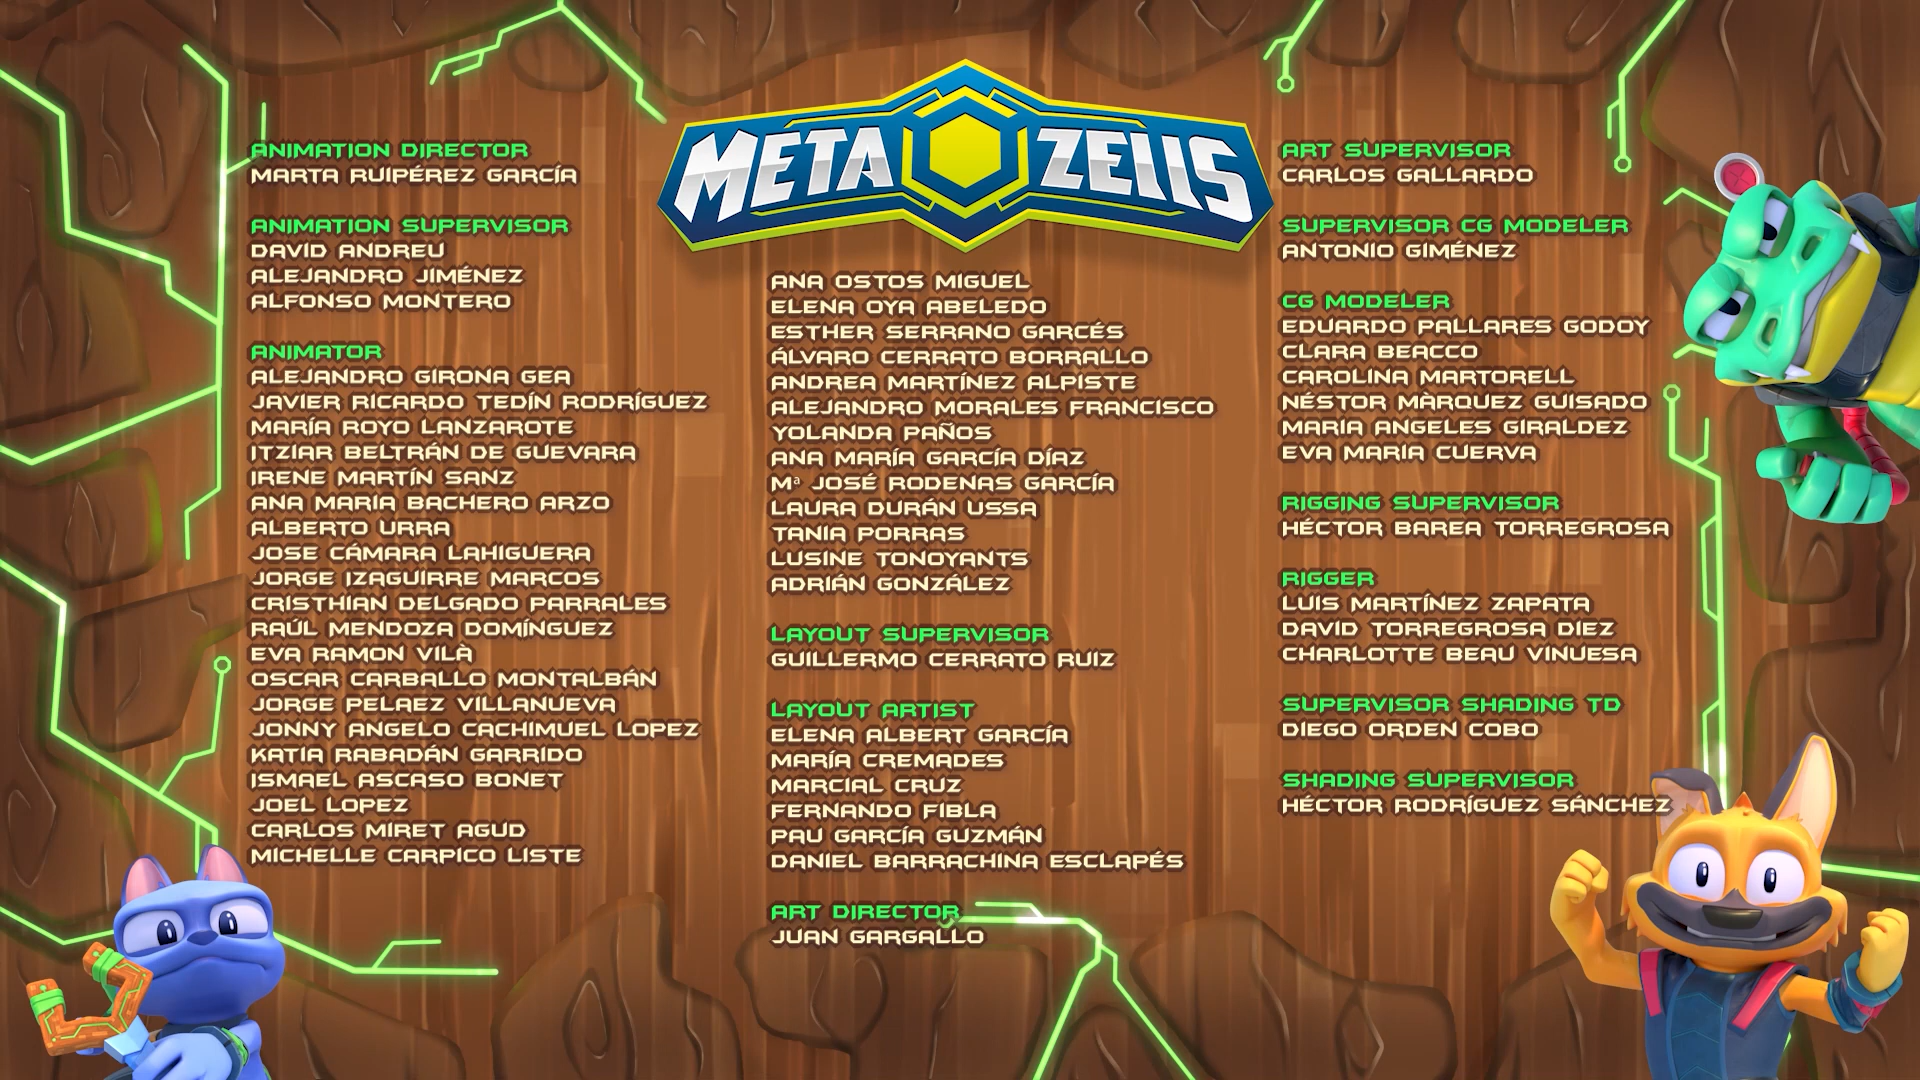 META ZELLS
ANIMATION DIRECTOR
MARTA RUIPÉREZ GARCÍA
ANIMATION SUPERVISOR
DAVID ANDREU
ALEJANDRO JIMÉNEZ
ALFONSO MONTERO
ANIMATOR
ALEJANDRO GIRONA GEA
JAVIER RICARDO TEDÍN RODRÍGUEZ
MARÍA ROYO LANZAROTE
ITZIAR BELTRÁN DE GUEVARA
IRENE MARTÍN SANZ
ANA MARIA BACHERO ARZO
ALBERTO URRA
JOSE CÁMARA LAHIGUERA
JORGE IZAGUIRRE MARCOS
CRISTHIAN DELGADO PARRALES
RAÚL MENDOZA DOMÍNGUEZ
EVA RAMON VILÀ
OSCAR CARBALLO MONTALBÁN
JORGE PELAEZ VILLANUEVA
JONNY ANGELO CACHIMUEL LOPEZ
KATIA RABADÁN GARRIDO
ISMAEL ASCASO BONET
JOEL LOPEZ
CARLOS MIRET AGUD
MICHELLE CARPICO LISTE
ANA OSTOS MIGUEL
ELENA OYA ABELEDO
ESTHER SERRANO GARCÉS
ÁLVARO CERRATO BORRALLO
ANDREA MARTÍNEZ ALPISTE
ALEJANDRO MORALES FRANCISCO
YOLANDA PAÑOS
ANA MARÍA GARCÍA DÍAZ
Mª JOSÉ RODENAS GARCÍA
LAURA DURÁN USSA
TANIA PORRAS
LUSINE TONOYANTS
ADRIÁN GONZÁLEZ
LAYOUT SUPERVISOR
GUILLERMO CERRATO RUIZ
LAYOUT ARTIST
ELENA ALBERT GARCÍA
MARÍA CREMADES
MARCIAL CRUZ
FERNANDO FIBLA
PAU GARCÍA GUZMÁN
DANIEL BARRACHINA ESCLAPÉS
ART DIRECTOR
JUAN GARGALLO
ART SUPERVISOR
CARLOS GALLARDO
SUPERVISOR CG MODELER
ANTONIO GIMÉNEZ
CG MODELER
EDUARDO PALLARES GODOY
CLARA BEACCO
CAROLINA MARTORELL
NÉSTOR MÀRQUEZ GUISADO
MARIA ANGELES GIRALDEZ
EVA MARIA CUERVA
RIGGING SUPERVISOR
HÉCTOR BAREA TORREGROSA
RIGGER
LUIS MARTÍNEZ ZAPATA
DAVID TORREGROSA DIEZ
CHARLOTTE BEAU VINUESA
SUPERVISOR SHADING TD
DIEGO ORDEN COBO
SHADING SUPERVISOR
HÉCTOR RODRÍGUEZ SÁNCHEZ